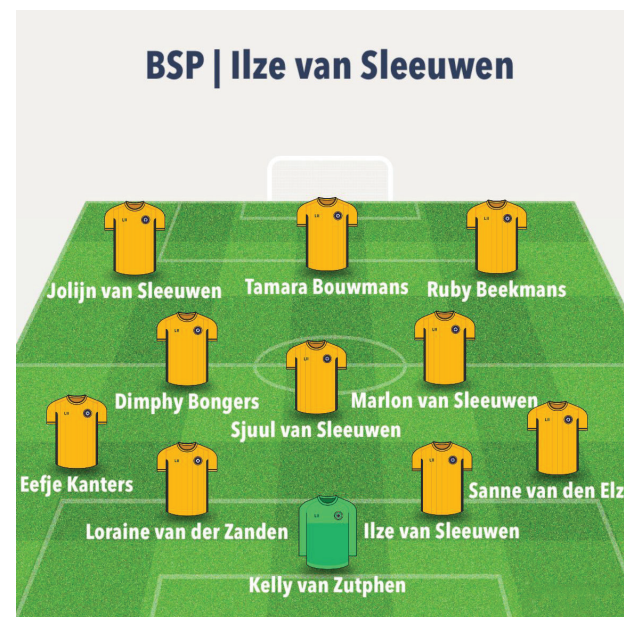 BSP | Ilze van Sleeuwen
Jolijn van Sleeuwen
Tamara Bouwmans
Ruby Beekmans
Dimphy Bongers
Marlon van Sleeuwen
Sjuul van Sleeuwen
Eefje Kanters
Sanne van den Elz
Loraine van der Zanden
Ilze van Sleeuwen
Kelly van Zutphen